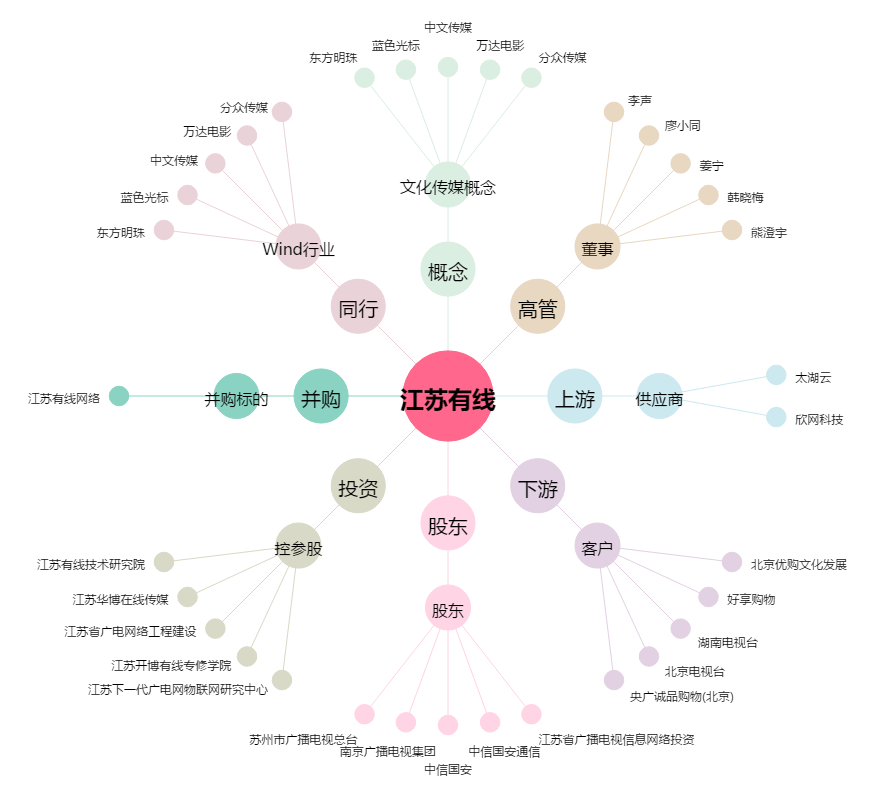 中文传媒
蓝色光标
万达电影
东方明珠
分众传媒
文化传媒概念
概念
分众传媒
万达电影
中文传媒
蓝色光标
东方明珠
Wind行业
同行
李声
廖小同
姜宁
韩晓梅
熊澄宇
董事
高管
江苏有线网络
并购标的
并购
江苏有线
上游
供应商
太湖云
欣网科技
投资
控参股
江苏有线技术研究院
江苏华博在线传媒
江苏省广电网络工程建设
江苏开博有线专修学院
江苏下一代广电网物联网研究中心
股东
股东
苏州市广播电视总台
南京广播电视集团
中信国安
中信国安通信
江苏省广播电视信息网络投资
下游
客户
北京优购文化发展
好享购物
湖南电视台
北京电视台
央广诚品购物(北京)